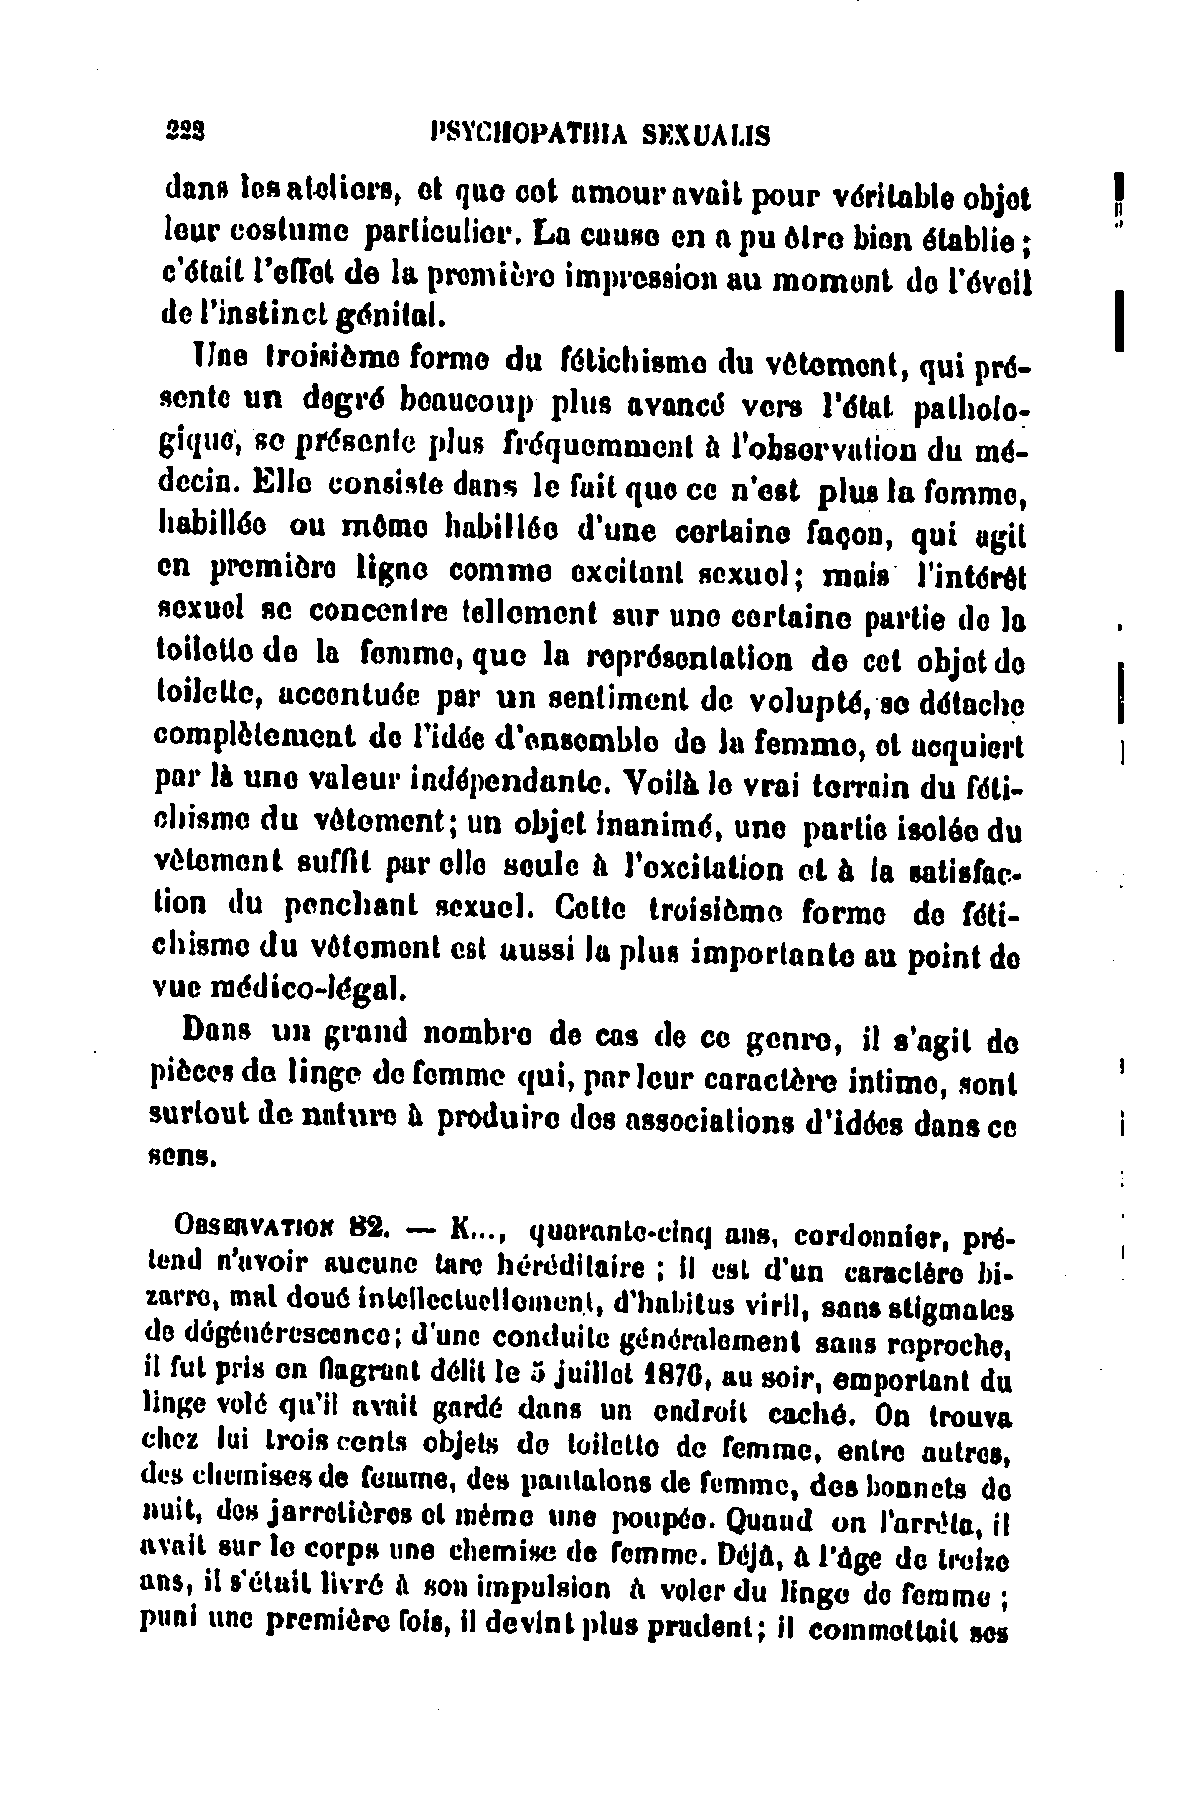 223 PSYCHOPATHIA SEXUALIS
dans les ateliers, et que cet amour avait pour véritable objet
leur costume particulier. La cause en a pu être bien établie ;
c'était l'effet de la première impression au moment de l'éveil
de l'instinct génital.
Une troisième forme du fétichisme du vêtement, qui pré-
sente un degré beaucoup plus avancé vers l'état patholo-
gique, se présente plus fréquemment à l'observation du mé-
decin. Elle consiste dans le fait que ce n'est plus la femme,
habillée ou même habillée d'une certaine façon, qui agit
en première ligne comme excitant sexuel ; mais l'intérêt
sexuel se concentre tellement sur une certaine partie de la
toilette de la femme, que la représentation de cet objet de
toilette, accentuée par un sentiment de volupté, se détache
complètement de l'idée d'ensemble de la femme, et acquiert
par là une valeur indépendante. Voilà le vrai terrain du féti-
chisme du vêtement ; un objet inanimé, une partie isolée du
vêtement suffit par elle seule à l'excitation et à la satisfac-
tion du penchant sexuel. Cette troisième forme de féti-
chisme du vêtement est aussi la plus importante au point de
vue médico-légal.
Dans un grand nombre de cas de ce genre, il s'agit de
pièces de linge de femme qui, par leur caractère intime, sont
surtout de nature à produire des associations d'idées dans ce
sens.
OBSERVATION 82. — K..., quarante-cinq ans, cordonnier, pré-
tend n'avoir aucune tare héréditaire ; il est d'un caractère bi-
zarre, mal doué intellectuellement, d'habitus viril, sans stigmates
de dégénérescence ; d'une conduite généralement sans reproche,
il fut pris en flagrant délit le 5 juillet 1876, au soir, emportant du
linge volé qu'il avait gardé dans un endroit caché. On trouva
chez lui trois cents objets de toilette de femme, entre autres,
des chemises de femme, des pantalons de femme, des bonnets de
nuit, des jarretières et même une poupée. Quand on l'arrêta, il
avait sur le corps une chemise de femme. Déjà, à l'âge de treize
ans, il s'était livré à son impulsion à voler du linge de femme ;
puni une première fois, il devint plus prudent ; il commettait ses